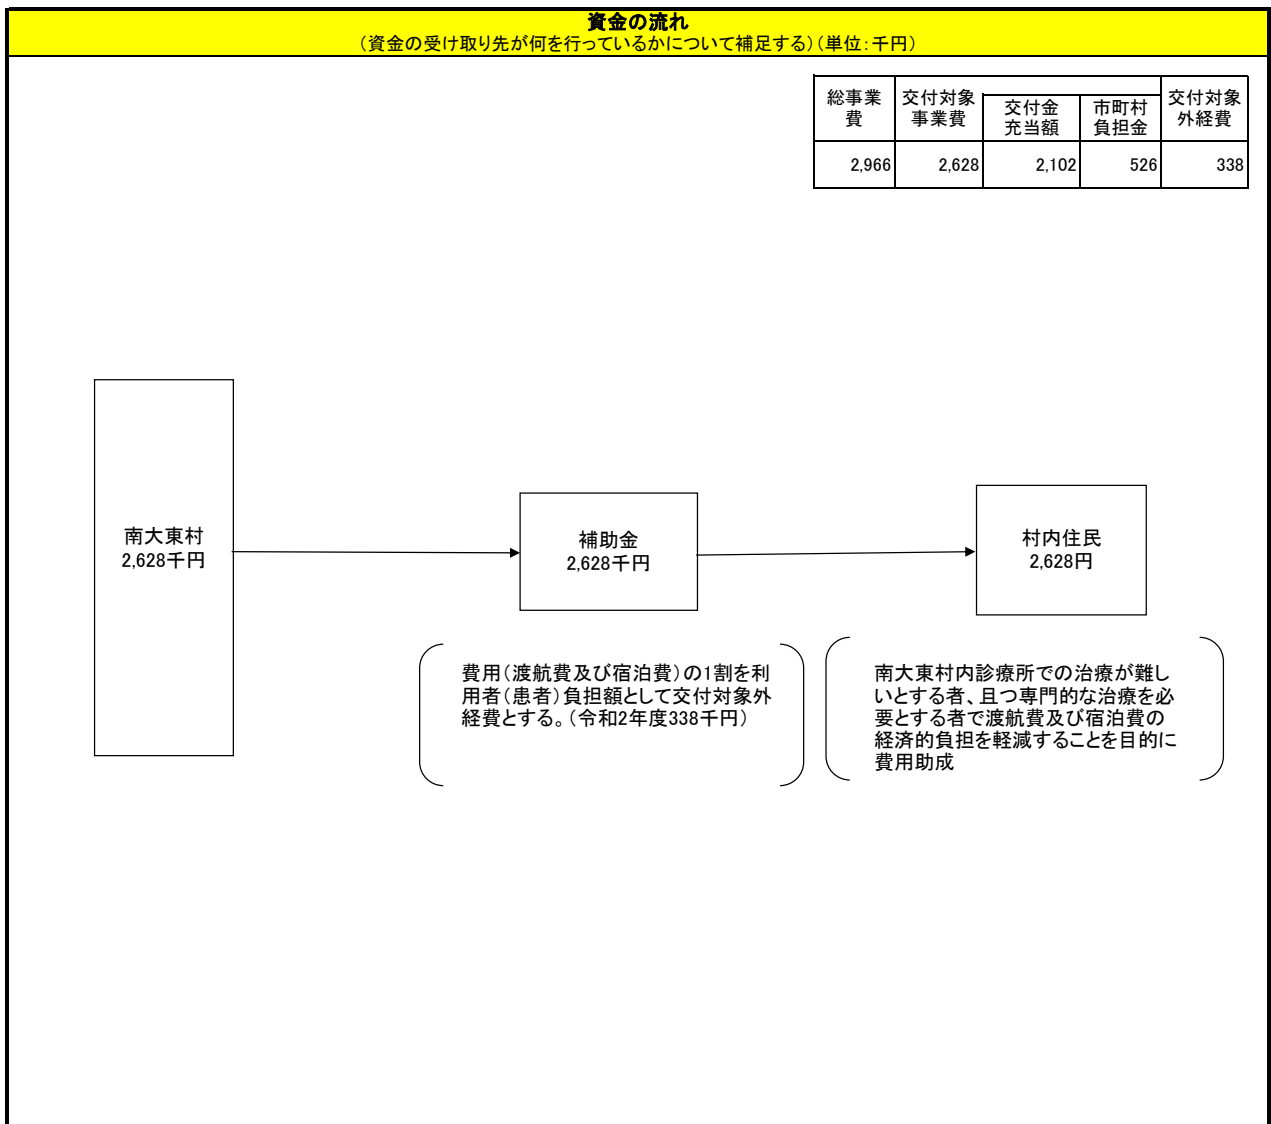 資金の流れ
（資金の受け取り先が何を行っているかについて補足する）（単位：千円）
総事業
費
交付対象
事業費
交付金
充当額
市町村
負担金
交付対象
外経費
2,966 2,628 2,102 526 338
南大東村
2,628千円
補助金
2,628千円
村内住民
2,628円
費用（渡航費及び宿泊費）の1割を利
用者（患者）負担額として交付対象外
経費とする。（令和2年度338千円）
南大東村内診療所での治療が難し
いとする者、且つ専門的な治療を必
要とする者で渡航費及び宿泊費の
経済的負担を軽減することを目的に
費用助成